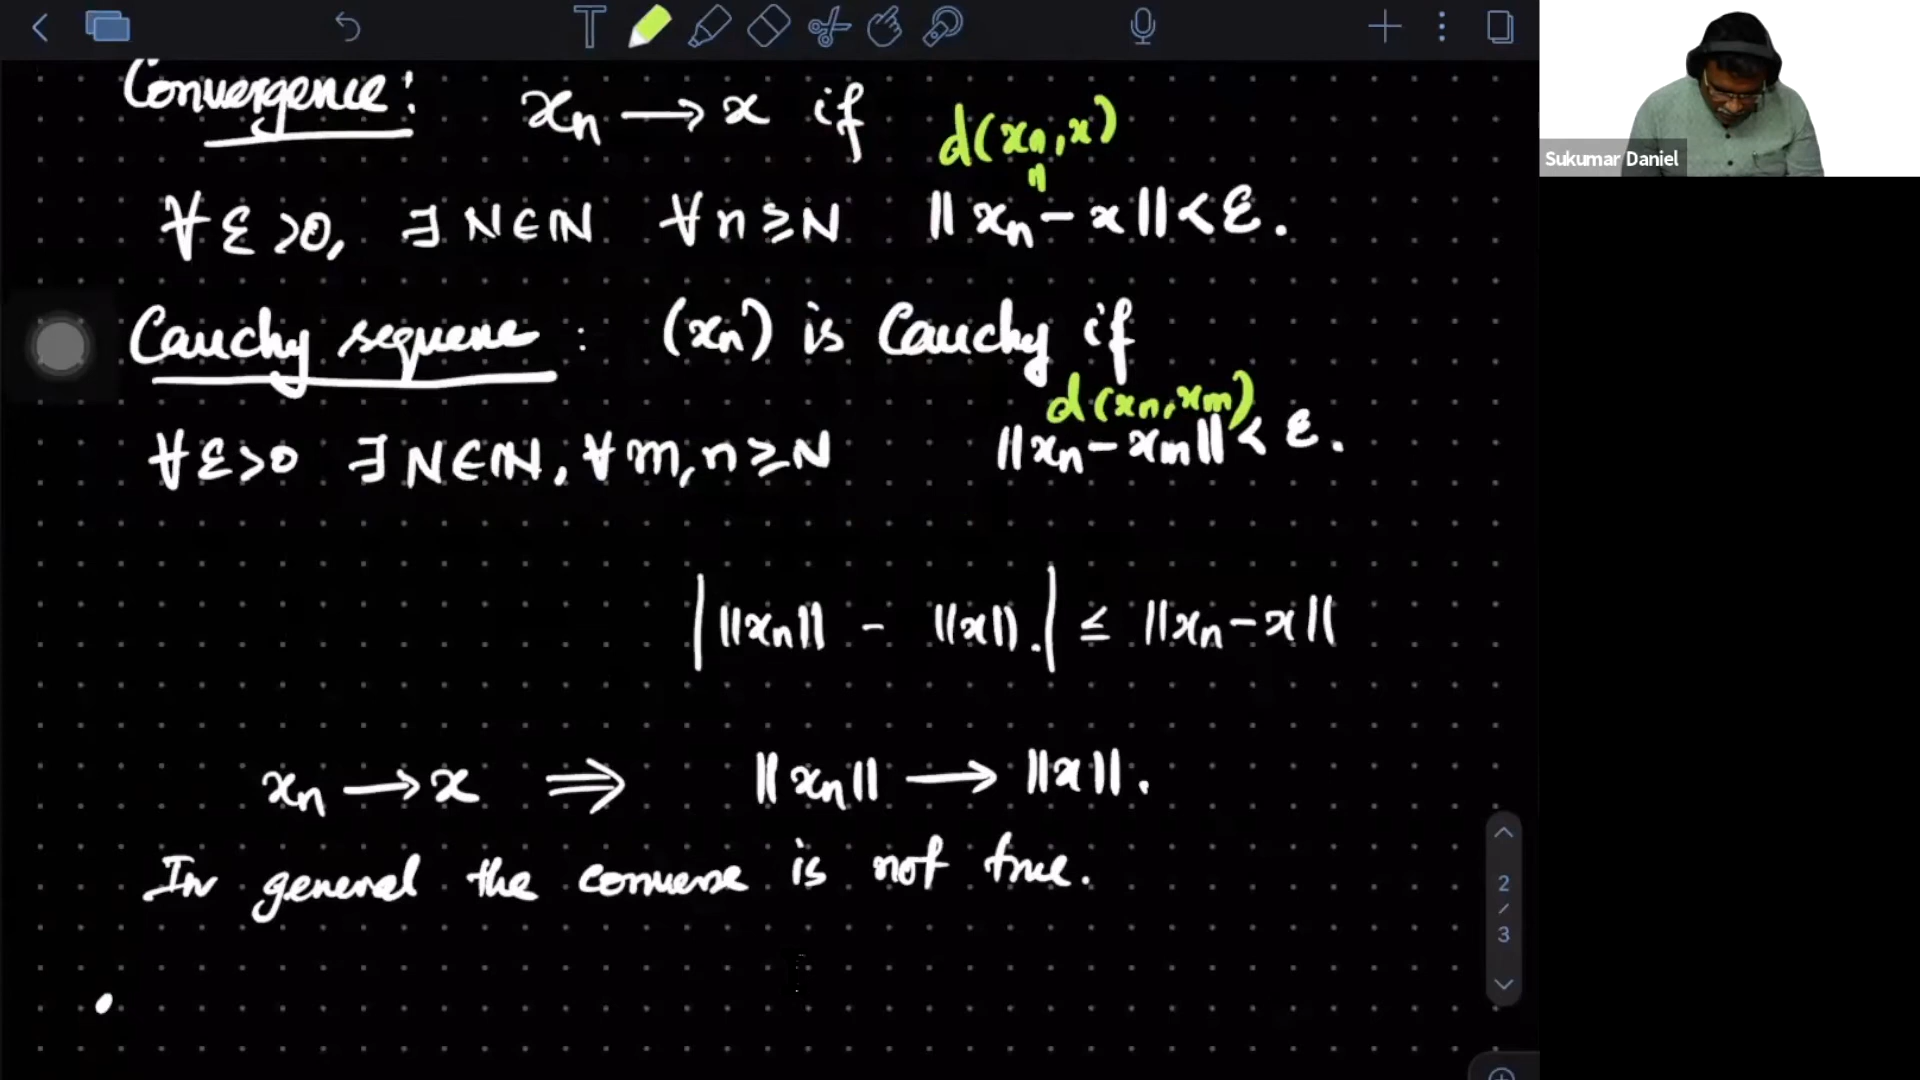 Convergence: xₙ ⟶ x if d(xₙ, x)
n
∀ ε > 0, ∃ N ∈ ℕ ∀ n ≥ N ‖xₙ − x‖ < ε.
Cauchy sequene : (xₙ) is Cauchy if
d(xₙ, xₘ)
∀ ε > 0 ∃ N ∈ ℕ, ∀ m, n ≥ N ‖xₙ − xₘ‖ < ε.
| ‖xₙ‖ − ‖x‖ . | ≤ ‖xₙ − x‖
xₙ ⟶ x ⟹ ‖xₙ‖ ⟶ ‖x‖.
In general the converse is not true.
2
/
3
Sukumar Daniel